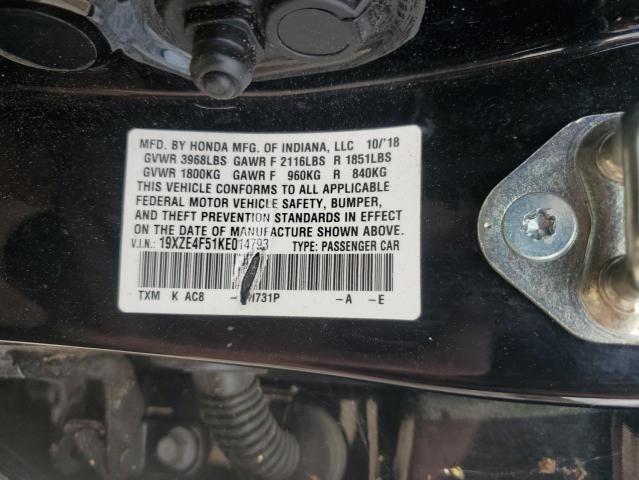 MFD. BY HONDA MFG. OF INDIANA, LLC 10/'18
GVWR 3968LBS GAWR F 2116LBS R 1851LBS
GVWR 1800KG GAWR F 960KG R 840KG
THIS VEHICLE CONFORMS TO ALL APPLICABLE
FEDERAL MOTOR VEHICLE SAFETY, BUMPER,
AND THEFT PREVENTION STANDARDS IN EFFECT
ON THE DATE OF MANUFACTURE SHOWN ABOVE.
V.I.N.: 19XZE4F51KE014793 TYPE: PASSENGER CAR
TXM K AC8 -A -E